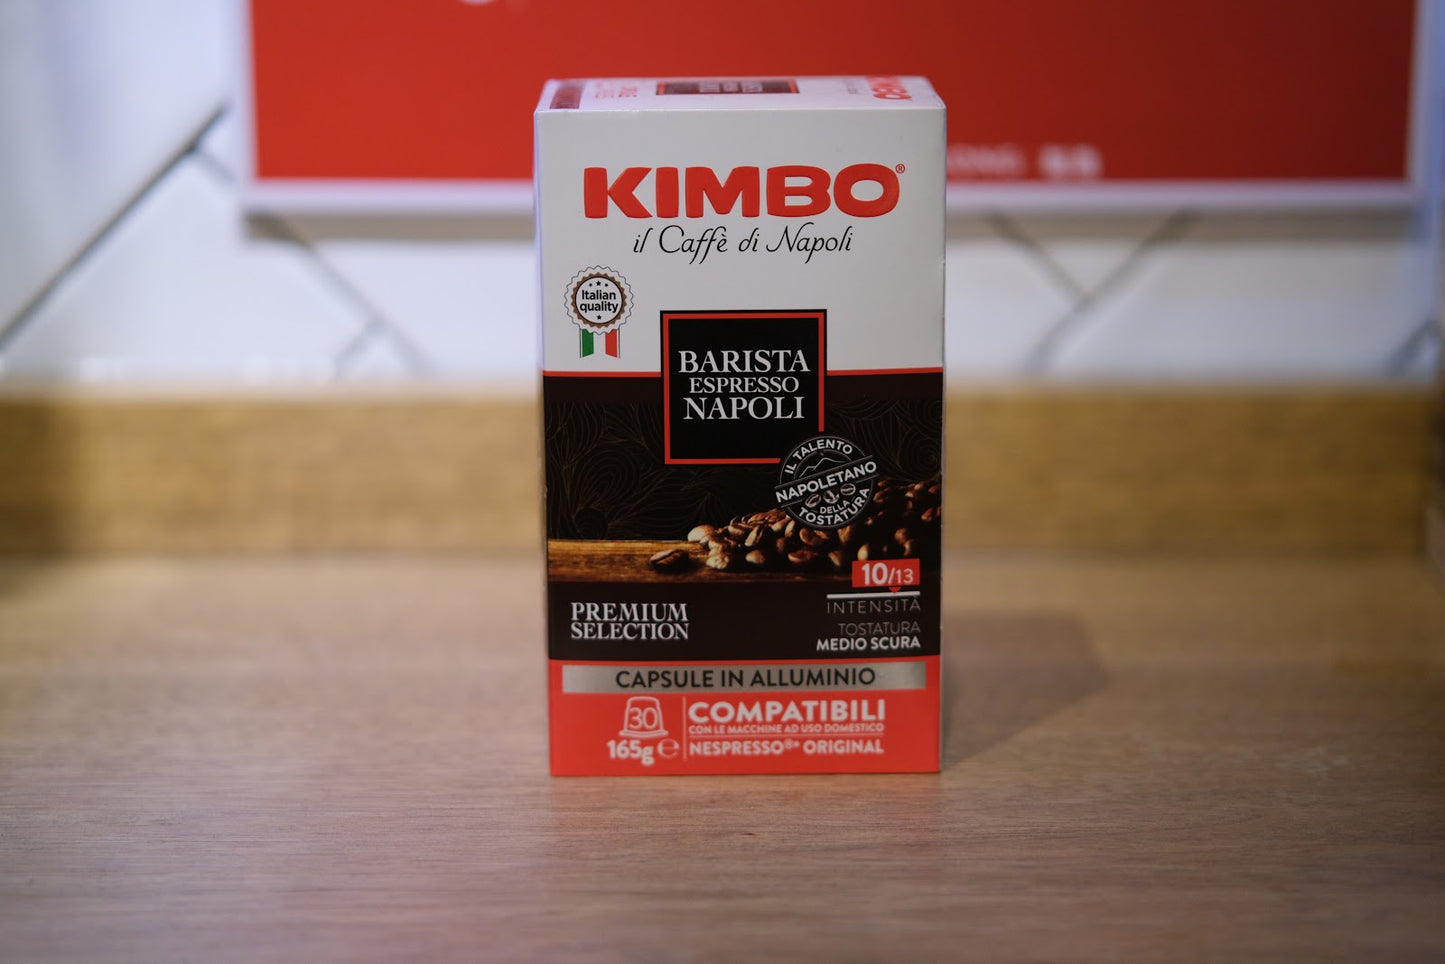 KIMBO®
il Caffè di Napoli
Italian
quality
BARISTA
ESPRESSO
NAPOLI
IL TALENTO
NAPOLETANO
DELLA
TOSTATURA
10/13
INTENSITÀ
TOSTATURA
MEDIO SCURA
PREMIUM
SELECTION
CAPSULE IN ALLUMINIO
30
165g ℮
COMPATIBILI
CON LE MACCHINE AD USO DOMESTICO
NESPRESSO®* ORIGINAL